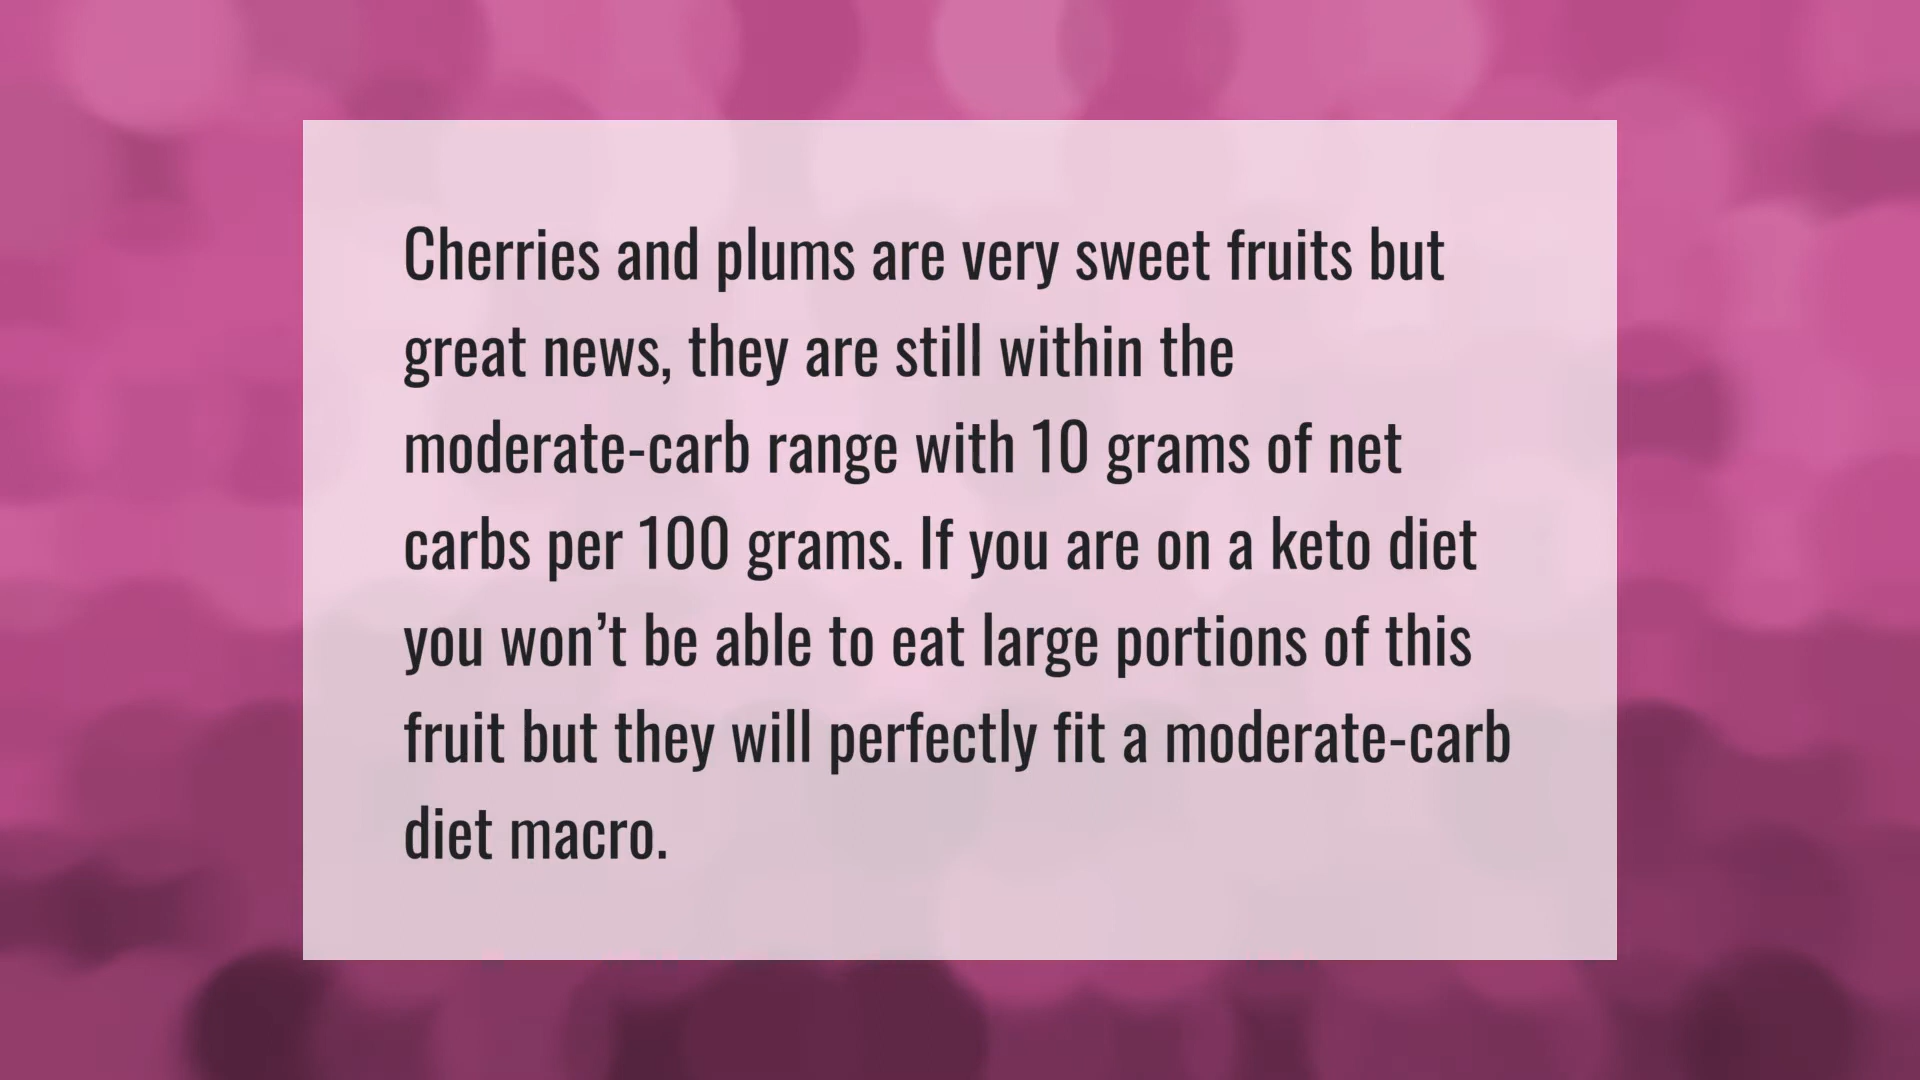 Cherries and plums are very sweet fruits but
great news, they are still within the
moderate-carb range with 10 grams of net
carbs per 100 grams. If you are on a keto diet
you won’t be able to eat large portions of this
fruit but they will perfectly fit a moderate-carb
diet macro.